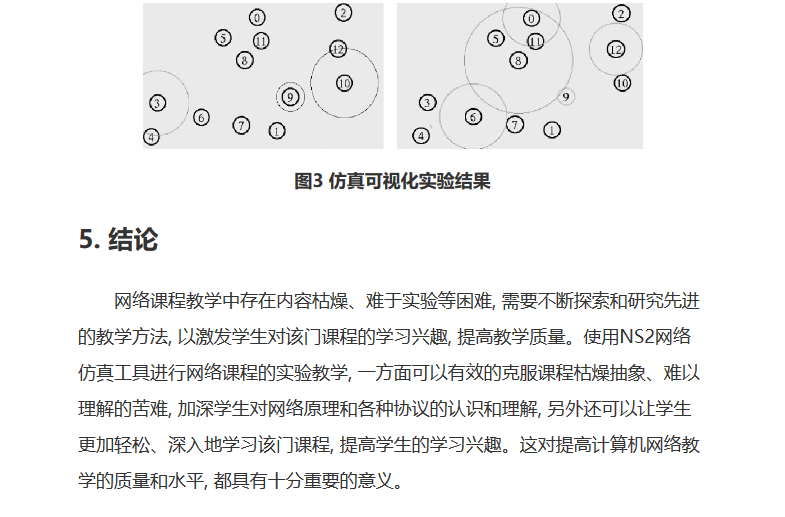 0 2
5 11 12
8
10
9
3
6 7 1
4
0 2
5 11 12
8
10
9
3
6 7 1
4
图3 仿真可视化实验结果
5. 结论
网络课程教学中存在内容枯燥、难于实验等困难, 需要不断探索和研究先进
的教学方法, 以激发学生对该门课程的学习兴趣, 提高教学质量。使用NS2网络
仿真工具进行网络课程的实验教学, 一方面可以有效的克服课程枯燥抽象、难以
理解的苦难, 加深学生对网络原理和各种协议的认识和理解, 另外还可以让学生
更加轻松、深入地学习该门课程, 提高学生的学习兴趣。这对提高计算机网络教
学的质量和水平, 都具有十分重要的意义。